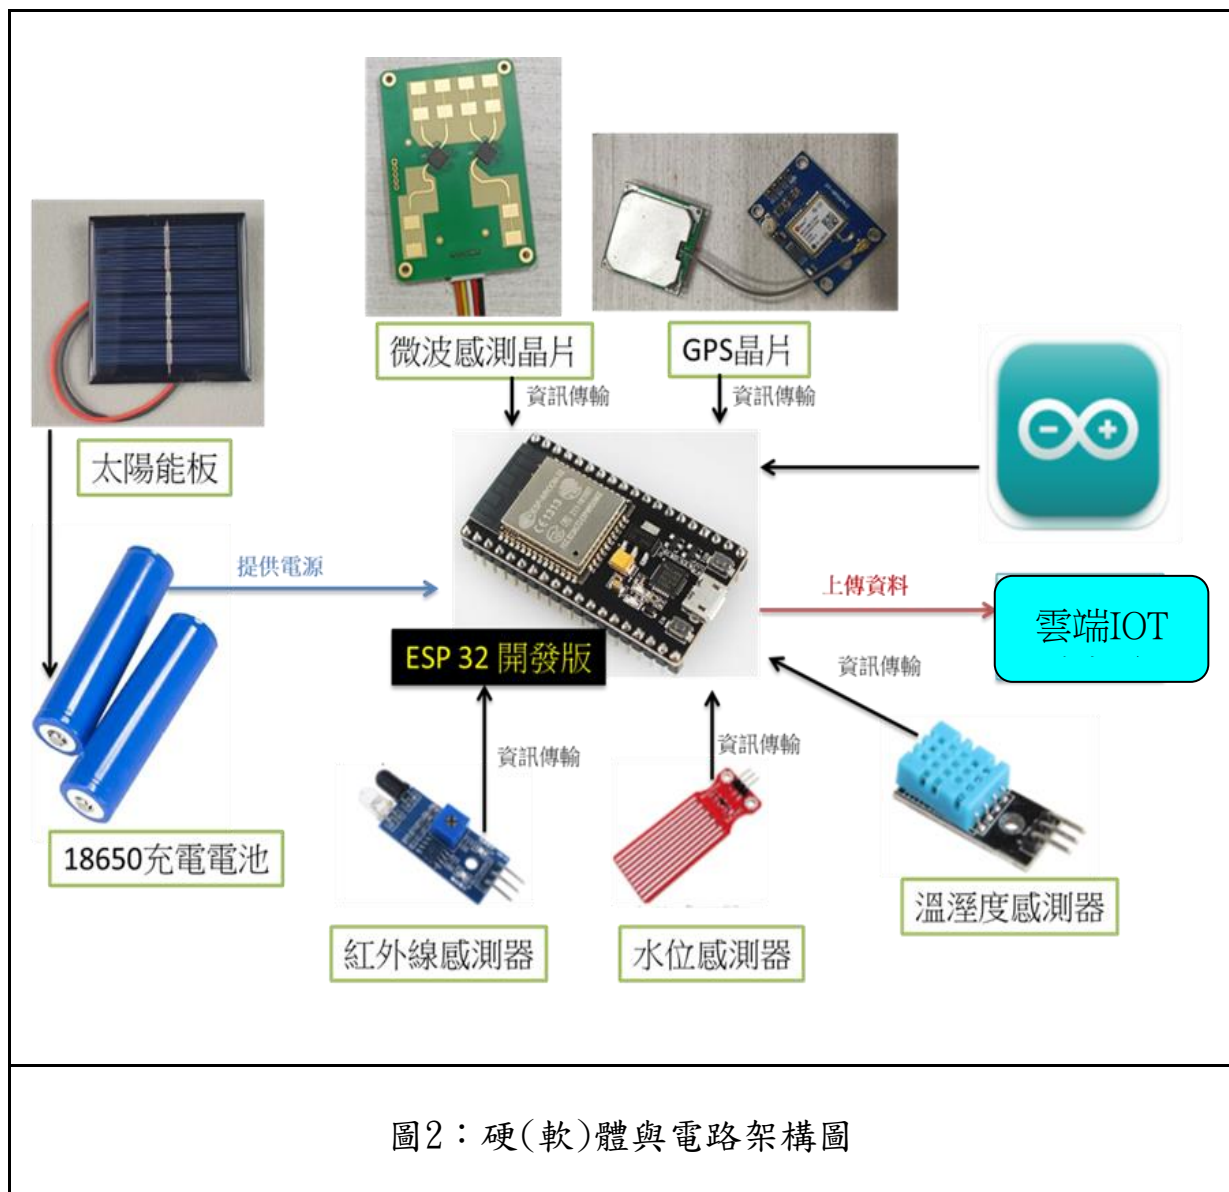 微波感測晶片
GPS晶片
資訊傳輸
資訊傳輸
太陽能板
提供電源
上傳資料
雲端IOT
ESP 32 開發版
資訊傳輸
資訊傳輸
資訊傳輸
18650充電電池
紅外線感測器
水位感測器
溫溼度感測器
圖2：硬(軟)體與電路架構圖